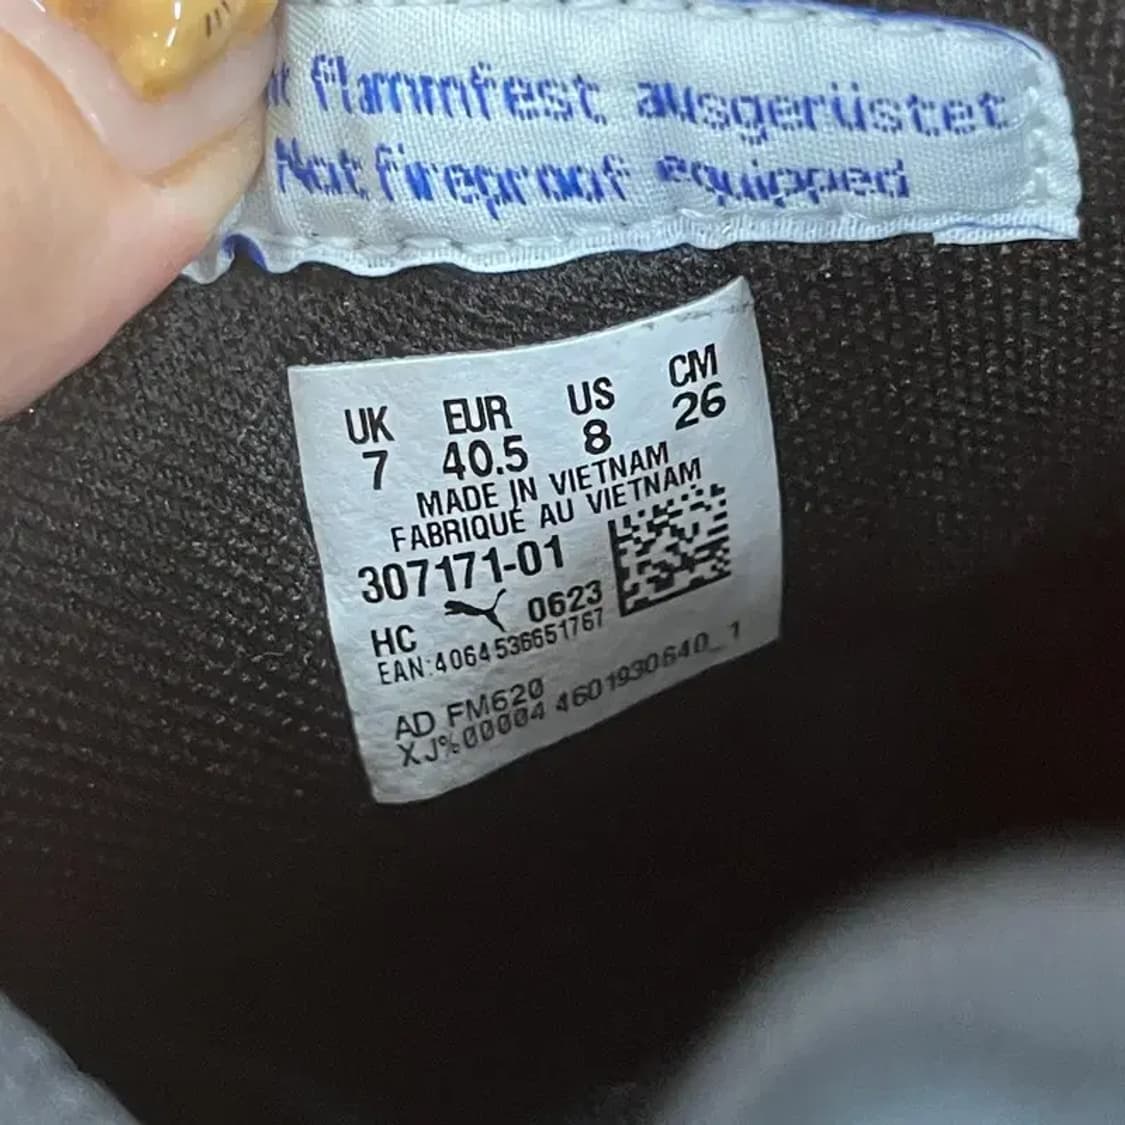 flammfest ausgerüstet
Not fireproof equipped
UK EUR US CM
7 40.5 8 26
MADE IN VIETNAM
FABRIQUÉ AU VIETNAM
307171-01
HC 0623
EAN:4064536651767
AD FM620
XJ%00004 4601930640_1